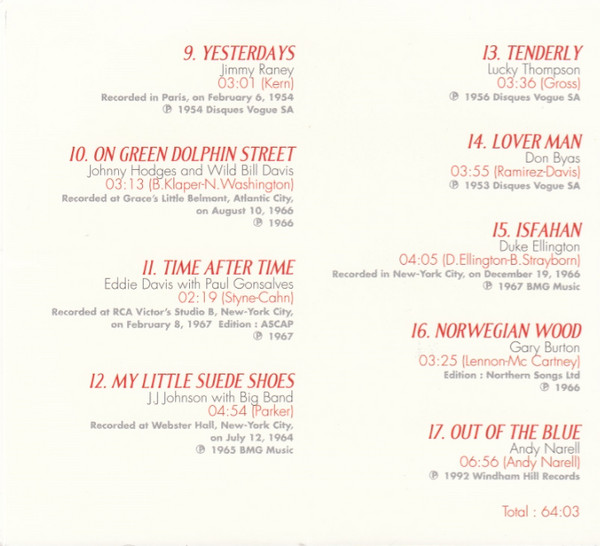 9. YESTERDAYS
Jimmy Raney
03:01 (Kern)
Recorded in Paris, on February 6, 1954
℗ 1954 Disques Vogue SA
10. ON GREEN DOLPHIN STREET
Johnny Hodges and Wild Bill Davis
03:13 (B.Klaper-N.Washington)
Recorded at Grace's Little Belmont, Atlantic City,
on August 10, 1966
℗ 1966
11. TIME AFTER TIME
Eddie Davis with Paul Gonsalves
02:19 (Styne-Cahn)
Recorded at RCA Victor's Studio B, New-York City,
on February 8, 1967 Edition : ASCAP
℗ 1967
12. MY LITTLE SUEDE SHOES
J.J Johnson with Big Band
04:54 (Parker)
Recorded at Webster Hall, New-York City,
on July 12, 1964
℗ 1965 BMG Music
13. TENDERLY
Lucky Thompson
03:36 (Gross)
℗ 1956 Disques Vogue SA
14. LOVER MAN
Don Byas
03:55 (Ramirez-Davis)
℗ 1953 Disques Vogue SA
15. ISFAHAN
Duke Ellington
04:05 (D.Ellington-B.Strayborn)
Recorded in New-York City, on December 19, 1966
℗ 1967 BMG Music
16. NORWEGIAN WOOD
Gary Burton
03:25 (Lennon-Mc Cartney)
Edition : Northern Songs Ltd
℗ 1966
17. OUT OF THE BLUE
Andy Narell
06:56 (Andy Narell)
℗ 1992 Windham Hill Records
Total : 64:03